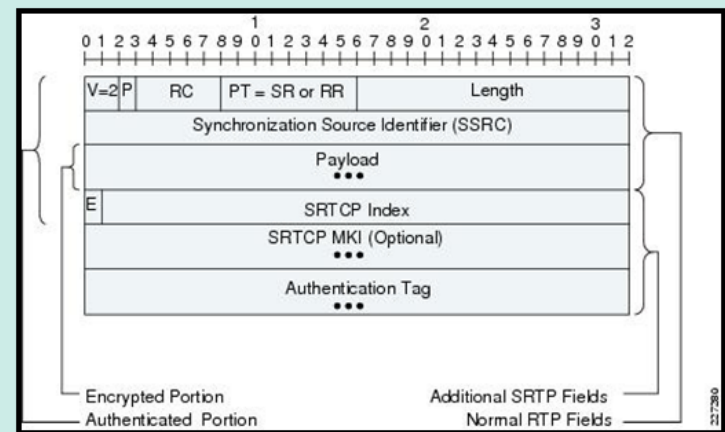 1 2 3
0 1 2 3 4 5 6 7 8 9 0 1 2 3 4 5 6 7 8 9 0 1 2 3 4 5 6 7 8 9 0 1 2
V=2 P RC PT = SR or RR Length
Synchronization Source Identifier (SSRC)
Payload
•••
E SRTCP Index
SRTCP MKI (Optional)
•••
Authentication Tag
•••
Encrypted Portion Additional SRTP Fields
Authenticated Portion Normal RTP Fields
227280